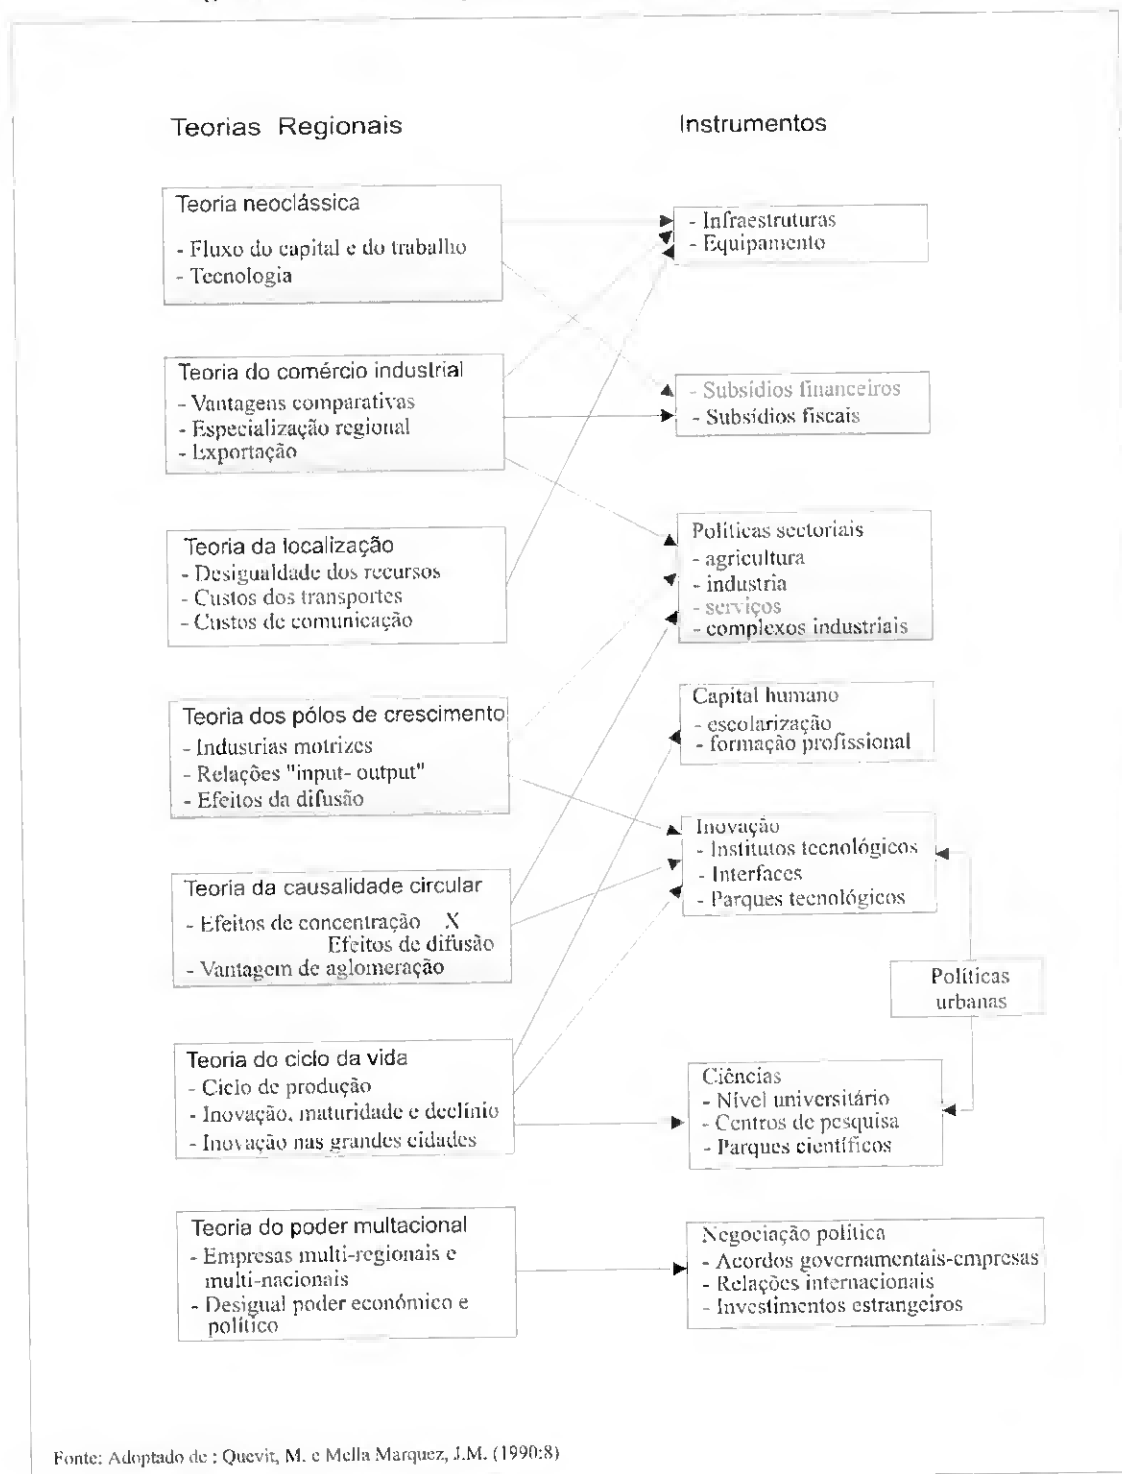 Teorias Regionais
Instrumentos
Teoria neoclássica
- Fluxo do capital e do trabalho
- Tecnologia
Teoria do comércio industrial
- Vantagens comparativas
- Especialização regional
- Exportação
Teoria da localização
- Desigualdade dos recursos
- Custos dos transportes
- Custos de comunicação
Teoria dos pólos de crescimento
- Industrias motrizes
- Relações "input- output"
- Efeitos da difusão
Teoria da causalidade circular
- Efeitos de concentração X
Efeitos de difusão
- Vantagem de aglomeração
Teoria do ciclo da vida
- Ciclo de produção
- Inovação, maturidade e declínio
- Inovação nas grandes cidades
Teoria do poder multacional
- Empresas multi-regionais e
multi-nacionais
- Desigual poder económico e
político
- Infraestruturas
- Equipamento
- Subsídios financeiros
- Subsídios fiscais
Políticas sectoriais
- agricultura
- industria
- serviços
- complexos industriais
Capital humano
- escolarização
- formação profissional
Inovação
- Institutos tecnológicos
- Interfaces
- Parques tecnológicos
Políticas
urbanas
Ciências
- Nível universitário
- Centros de pesquisa
- Parques científicos
Negociação política
- Acordos governamentais-empresas
- Relações internacionais
- Investimentos estrangeiros
Fonte: Adoptado de : Quevit, M. e Mella Marquez, J.M. (1990:8)